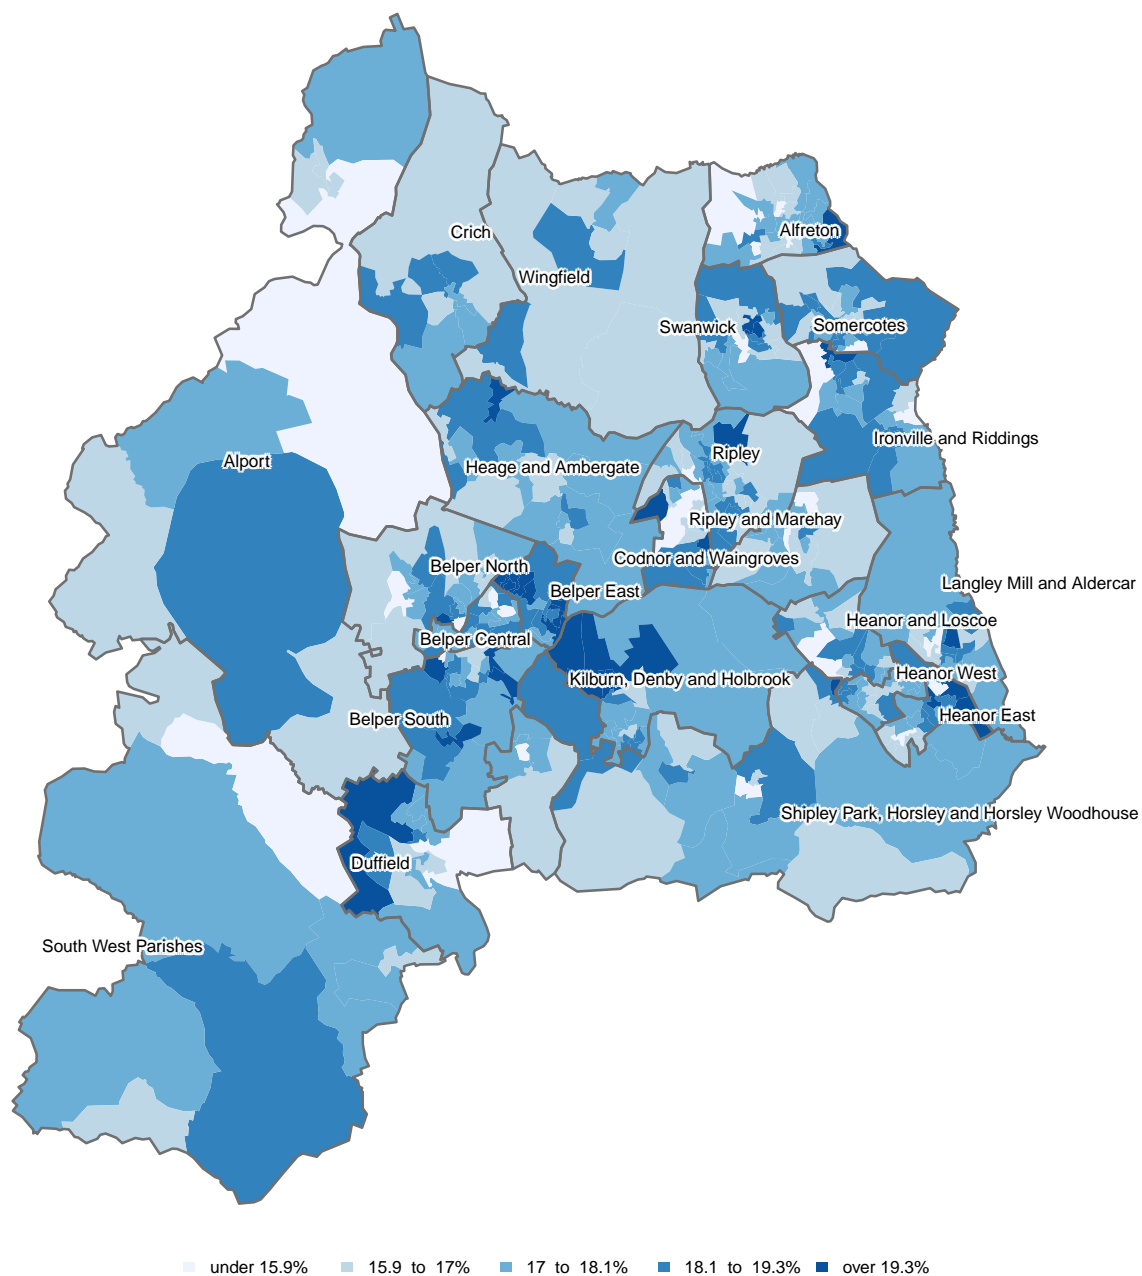 Alfreton
Crich
Wingfield
Swanwick
Somercotes
Ironville and Riddings
Ripley
Alport
Heage and Ambergate
Ripley and Marehay
Codnor and Waingroves
Belper North
Langley Mill and Aldercar
Belper East
Heanor and Loscoe
Belper Central
Heanor West
Kilburn, Denby and Holbrook
Heanor East
Belper South
Shipley Park, Horsley and Horsley Woodhouse
Duffield
South West Parishes
under 15.9% 15.9 to 17% 17 to 18.1% 18.1 to 19.3% over 19.3%